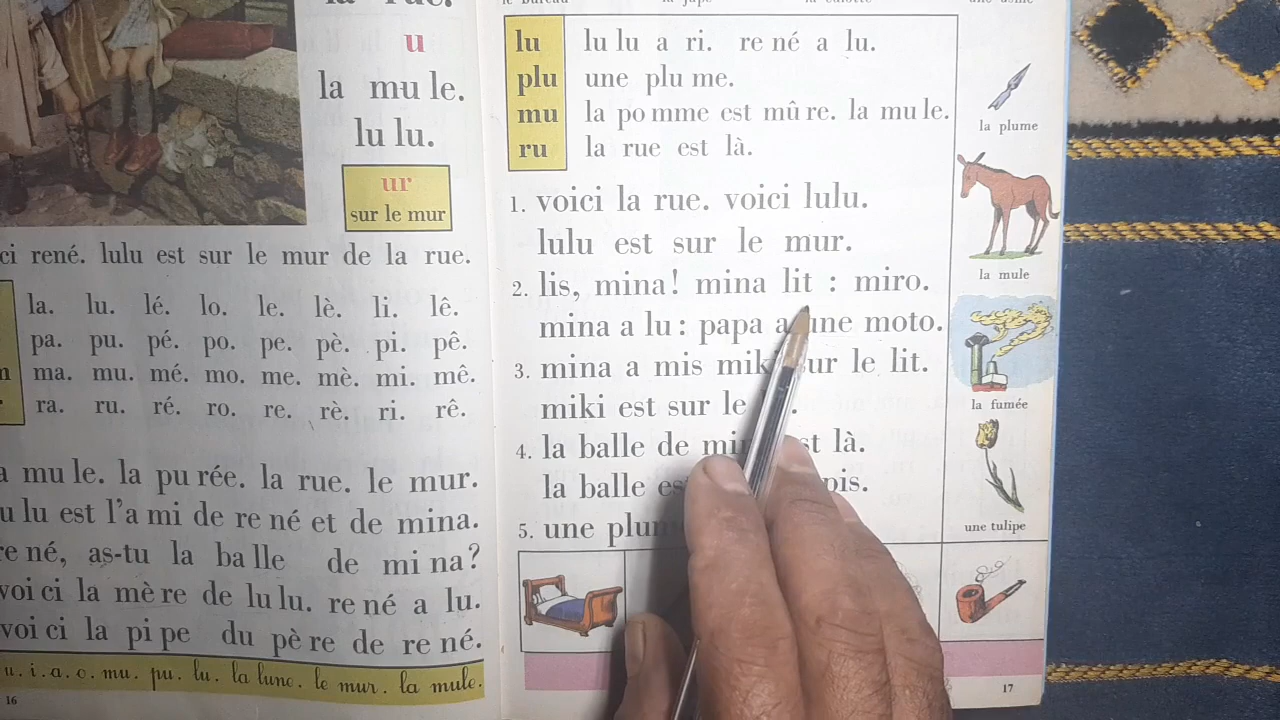 la rue.
u
la mu le.
lu lu.
ur
sur le mur
ci rené. lulu est sur le mur de la rue.
la. lu. lé. lo. le. lè. li. lê.
pa. pu. pé. po. pe. pè. pi. pê.
ma. mu. mé. mo. me. mè. mi. mê.
ra. ru. ré. ro. re. rè. ri. rê.
a mu le. la pu rée. la rue. le mur.
u lu est l'a mi de re né et de mina.
re né, as-tu la ba lle de mi na?
voi ci la mè re de lu lu. re né a lu.
voi ci la pi pe du pè re de re né.
u. i. a. o. mu. pu. lu. la lune. le mur. la mule.
16
lu lu lu a ri. re né a lu.
plu une plu me.
mu la po mme est mû re. la mu le.
ru la rue est là.
1. voici la rue. voici lulu.
lulu est sur le mur.
2. lis, mina! mina lit : miro.
mina a lu : papa a une moto.
3. mina a mis sur le lit.
miki est sur le
4. la balle de là.
la balle
5. une
la plume
la mule
la fumée
une tulipe
17